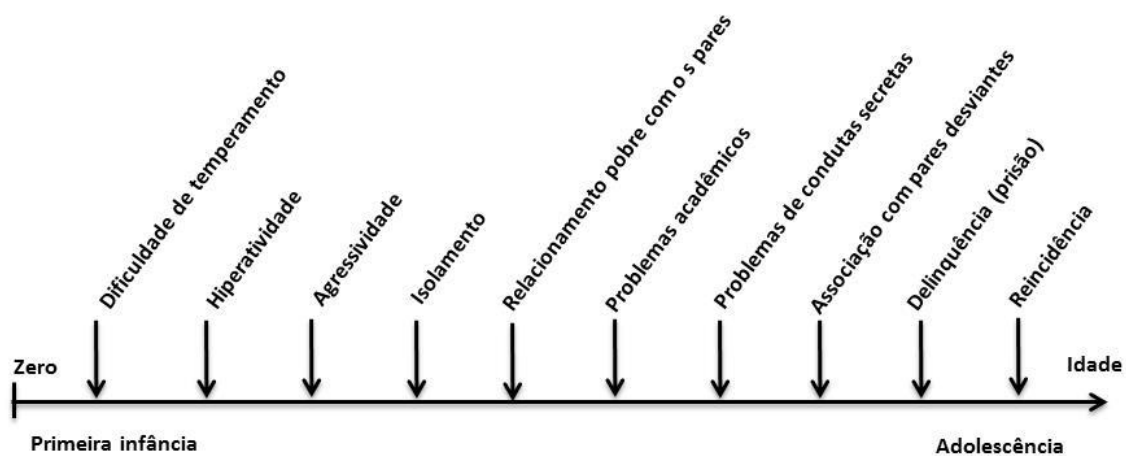 Dificuldade de temperamento
Hiperatividade
Agressividade
Isolamento
Relacionamento pobre com o s pares
Problemas acadêmicos
Problemas de condutas secretas
Associação com pares desviantes
Delinquência (prisão)
Reincidência
Zero
Idade
Primeira infância
Adolescência